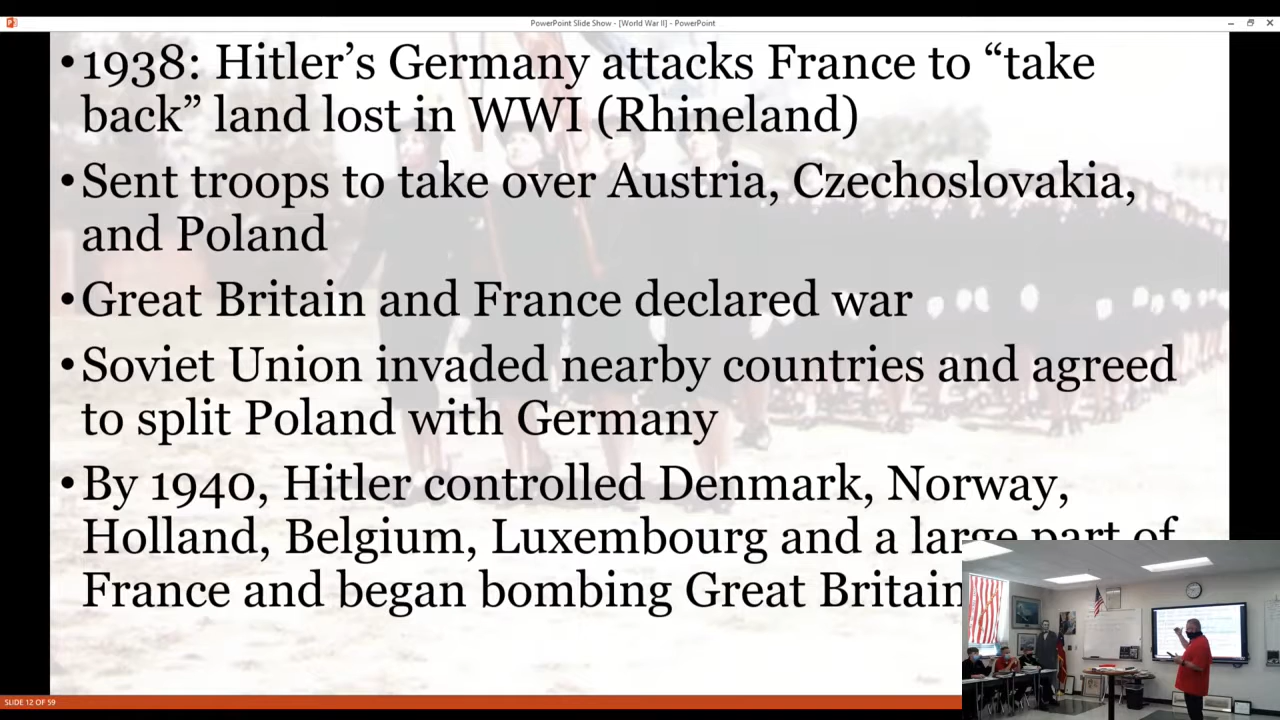 PowerPoint Slide Show - [World War II] - PowerPoint
• 1938: Hitler’s Germany attacks France to “take
back” land lost in WWI (Rhineland)
• Sent troops to take over Austria, Czechoslovakia,
and Poland
• Great Britain and France declared war
• Soviet Union invaded nearby countries and agreed
to split Poland with Germany
• By 1940, Hitler controlled Denmark, Norway,
Holland, Belgium, Luxembourg and a large part of
France and began bombing Great Britain
SLIDE 12 OF 59